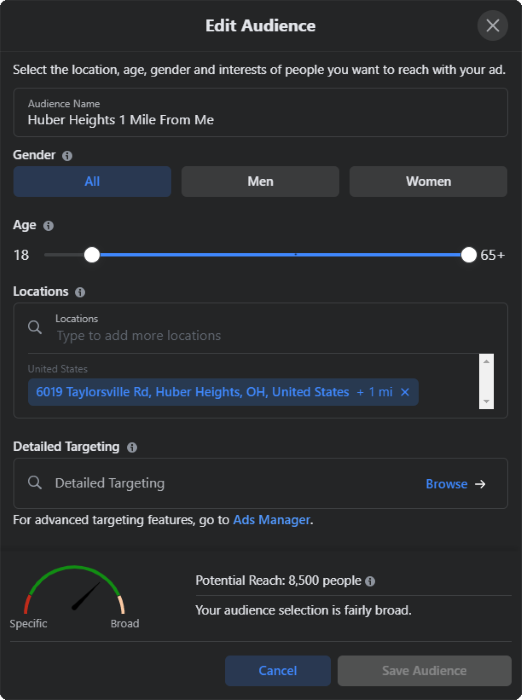 Edit Audience
Select the location, age, gender and interests of people you want to reach with your ad.
Audience Name
Huber Heights 1 Mile From Me
Gender
All Men Women
Age
18 65+
Locations
Locations
Type to add more locations
United States
6019 Taylorsville Rd, Huber Heights, OH, United States + 1 mi
Detailed Targeting
Detailed Targeting Browse
For advanced targeting features, go to Ads Manager.
Potential Reach: 8,500 people
Specific Broad Your audience selection is fairly broad.
Cancel Save Audience